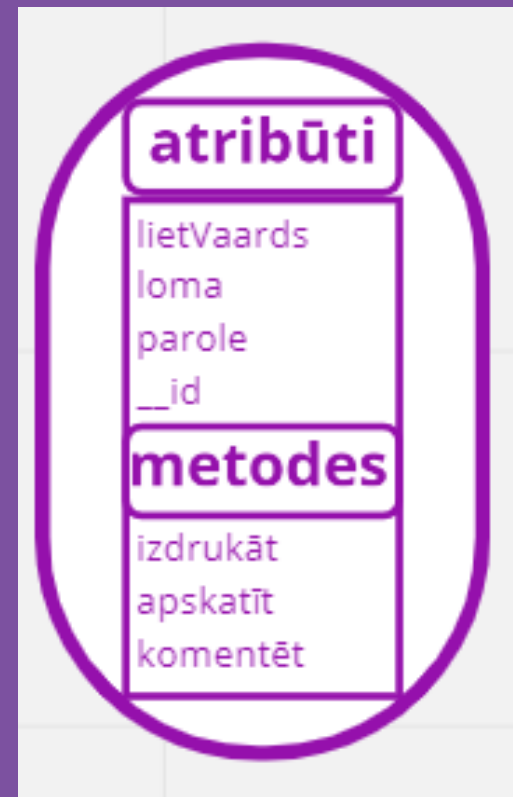 atribūti
lietVaards
loma
parole
__id
metodes
izdrukāt
apskatīt
komentēt